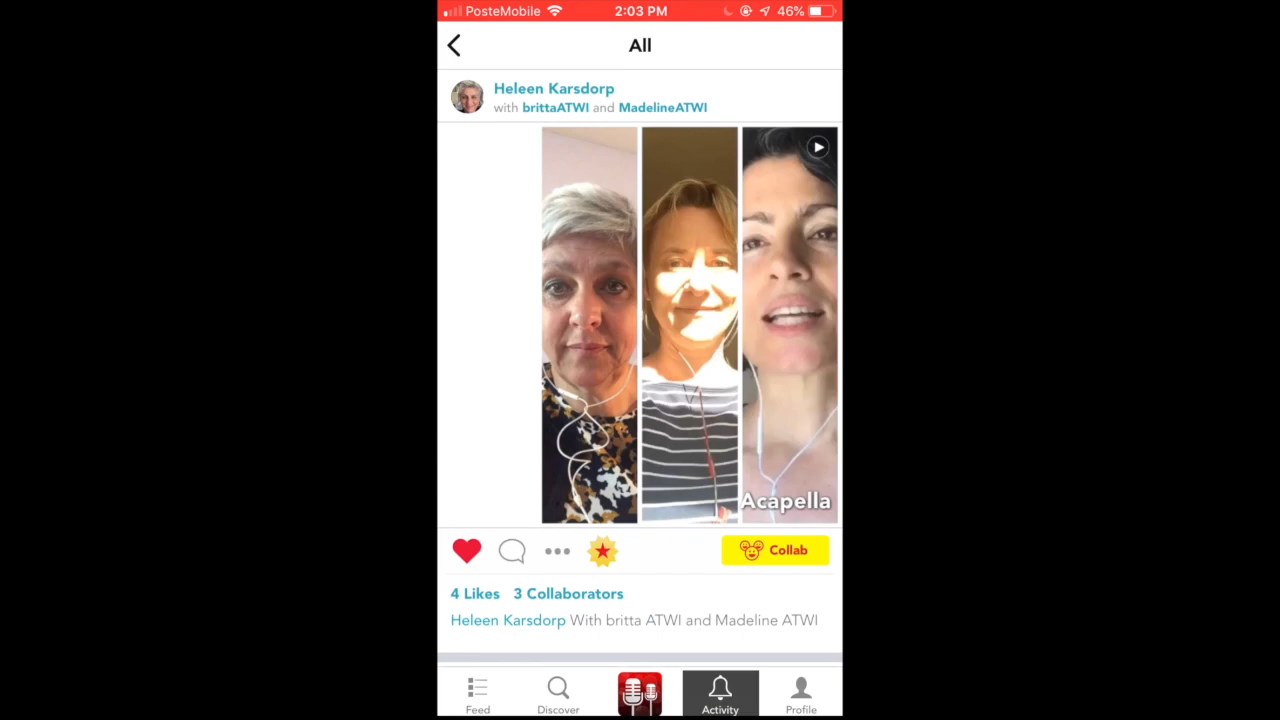 PosteMobile 2:03 PM 46%
All
Heleen Karsdorp
with brittaATWI and MadelineATWI
Acapella
Collab
4 Likes 3 Collaborators
Heleen Karsdorp With britta ATWI and Madeline ATWI
Feed Discover Activity Profile